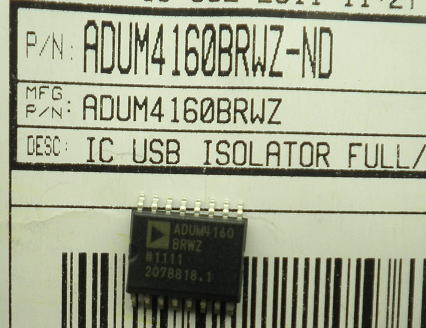 P/N: ADUM4160BRWZ-ND
MFG P/N: ADUM4160BRWZ
DESC: IC USB ISOLATOR FULL/
ADUM4160
BRWZ
#1111
2078818.1